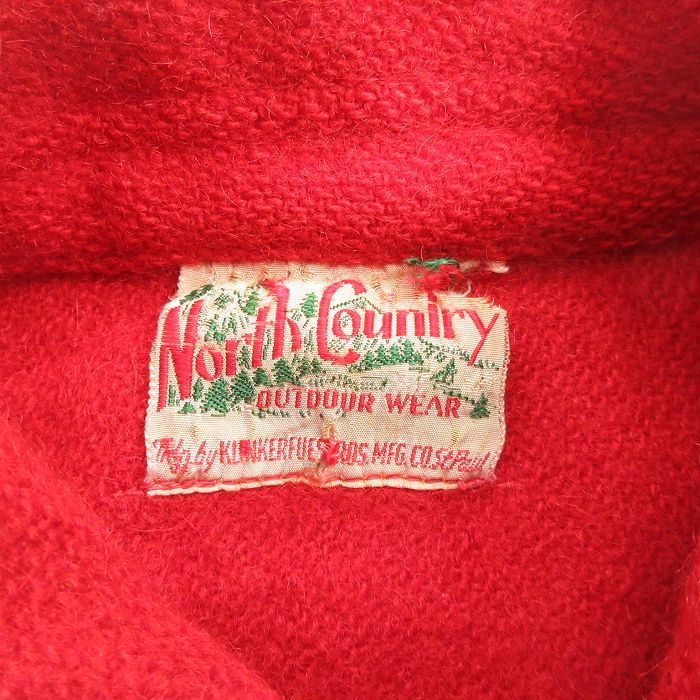 North Country
OUTDOOR WEAR
Mfg by KLINKERFUES BROS. MFG. CO. St Paul